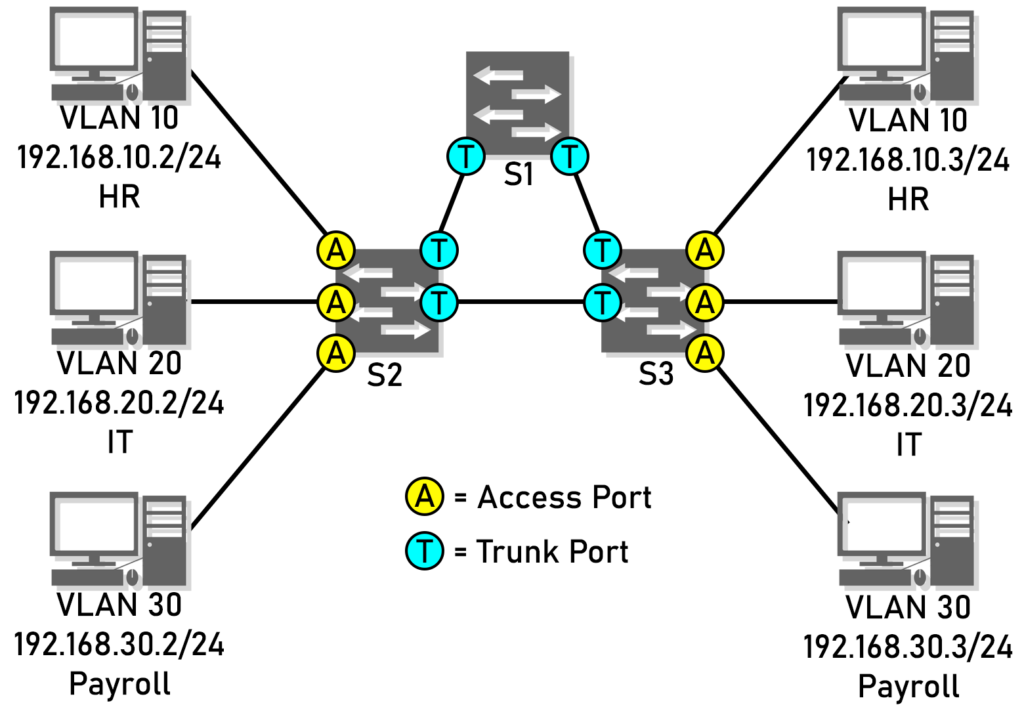 VLAN 10
192.168.10.2/24
HR
VLAN 20
192.168.20.2/24
IT
VLAN 30
192.168.30.2/24
Payroll
T
T
S1
A
A
A
T
T
S2
T
T
A
A
A
S3
A = Access Port
T = Trunk Port
VLAN 10
192.168.10.3/24
HR
VLAN 20
192.168.20.3/24
IT
VLAN 30
192.168.30.3/24
Payroll